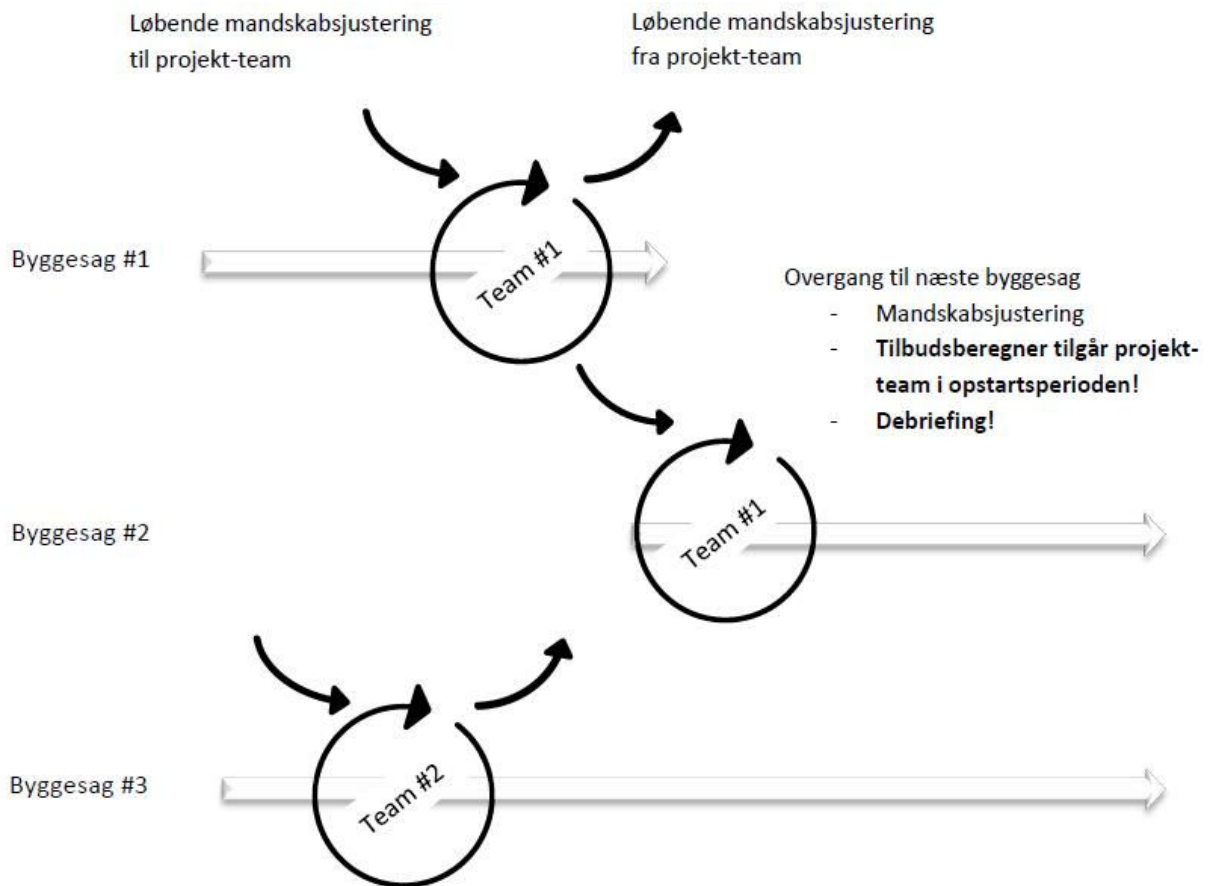 Løbende mandskabsjustering
til projekt-team
Løbende mandskabsjustering
fra projekt-team
Byggesag #1
Team #1
Overgang til næste byggesag
- Mandskabsjustering
- Tilbudsberegner tilgår projekt-
team i opstartsperioden!
- Debriefing!
Byggesag #2
Team #1
Byggesag #3
Team #2